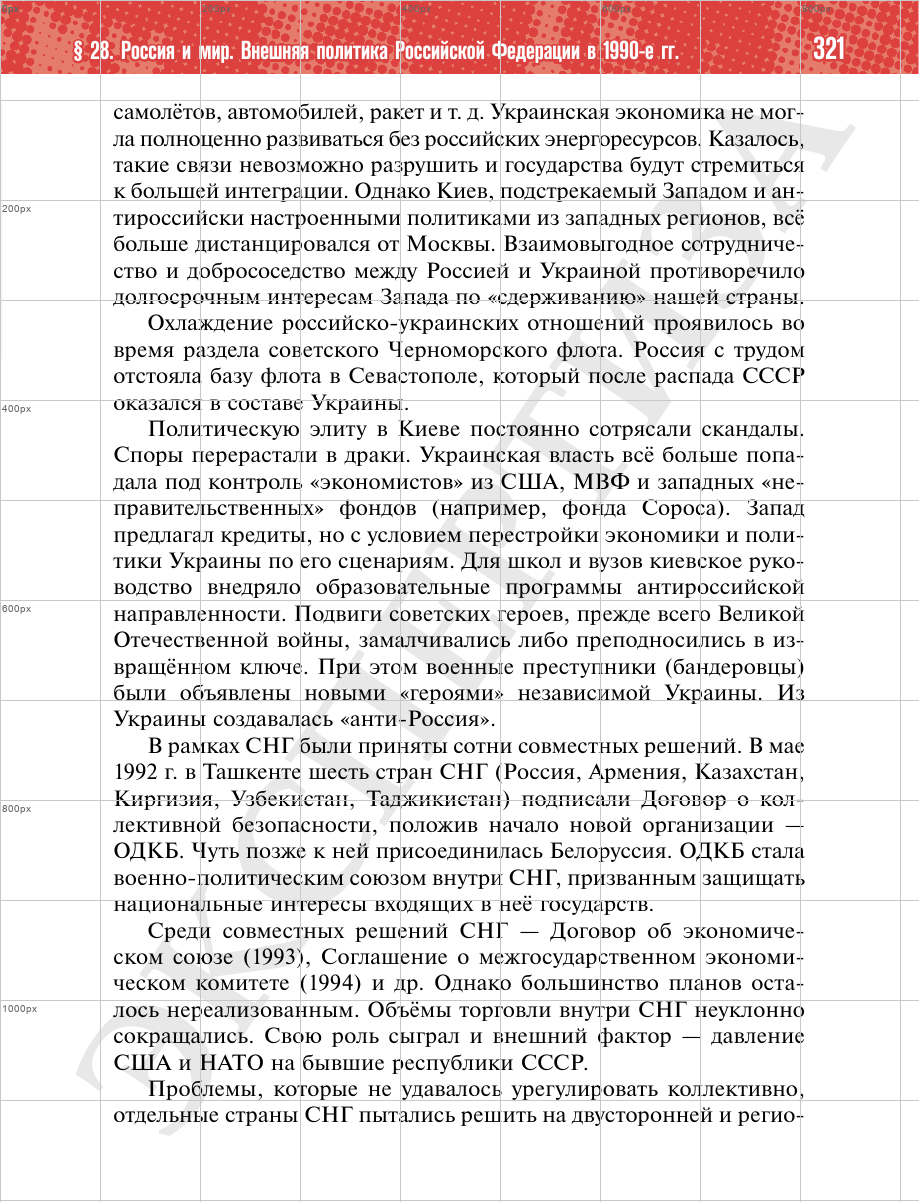 § 28. Россия и мир. Внешняя политика Российской Федерации в 1990-е гг. 321
самолётов, автомобилей, ракет и т. д. Украинская экономика не мог-
ла полноценно развиваться без российских энергоресурсов. Казалось,
такие связи невозможно разрушить и государства будут стремиться
к большей интеграции. Однако Киев, подстрекаемый Западом и ан-
тироссийски настроенными политиками из западных регионов, всё
больше дистанцировался от Москвы. Взаимовыгодное сотрудниче-
ство и добрососедство между Россией и Украиной противоречило
долгосрочным интересам Запада по «сдерживанию» нашей страны.
Охлаждение российско-украинских отношений проявилось во
время раздела советского Черноморского флота. Россия с трудом
отстояла базу флота в Севастополе, который после распада СССР
оказался в составе Украины.
Политическую элиту в Киеве постоянно сотрясали скандалы.
Споры перерастали в драки. Украинская власть всё больше попа-
дала под контроль «экономистов» из США, МВФ и западных «не-
правительственных» фондов (например, фонда Сороса). Запад
предлагал кредиты, но с условием перестройки экономики и поли-
тики Украины по его сценариям. Для школ и вузов киевское руко-
водство внедряло образовательные программы антироссийской
направленности. Подвиги советских героев, прежде всего Великой
Отечественной войны, замалчивались либо преподносились в из-
вращённом ключе. При этом военные преступники (бандеровцы)
были объявлены новыми «героями» независимой Украины. Из
Украины создавалась «анти-Россия».
В рамках СНГ были приняты сотни совместных решений. В мае
1992 г. в Ташкенте шесть стран СНГ (Россия, Армения, Казахстан,
Киргизия, Узбекистан, Таджикистан) подписали Договор о кол-
лективной безопасности, положив начало новой организации —
ОДКБ. Чуть позже к ней присоединилась Белоруссия. ОДКБ стала
военно-политическим союзом внутри СНГ, призванным защищать
национальные интересы входящих в неё государств.
Среди совместных решений СНГ — Договор об экономиче-
ском союзе (1993), Соглашение о межгосударственном экономи-
ческом комитете (1994) и др. Однако большинство планов оста-
лось нереализованным. Объёмы торговли внутри СНГ неуклонно
сокращались. Свою роль сыграл и внешний фактор — давление
США и НАТО на бывшие республики СССР.
Проблемы, которые не удавалось урегулировать коллективно,
отдельные страны СНГ пытались решить на двусторонней и регио-
ЭКСПЕРТИЗА
200px
400px
600px
800px
1000px